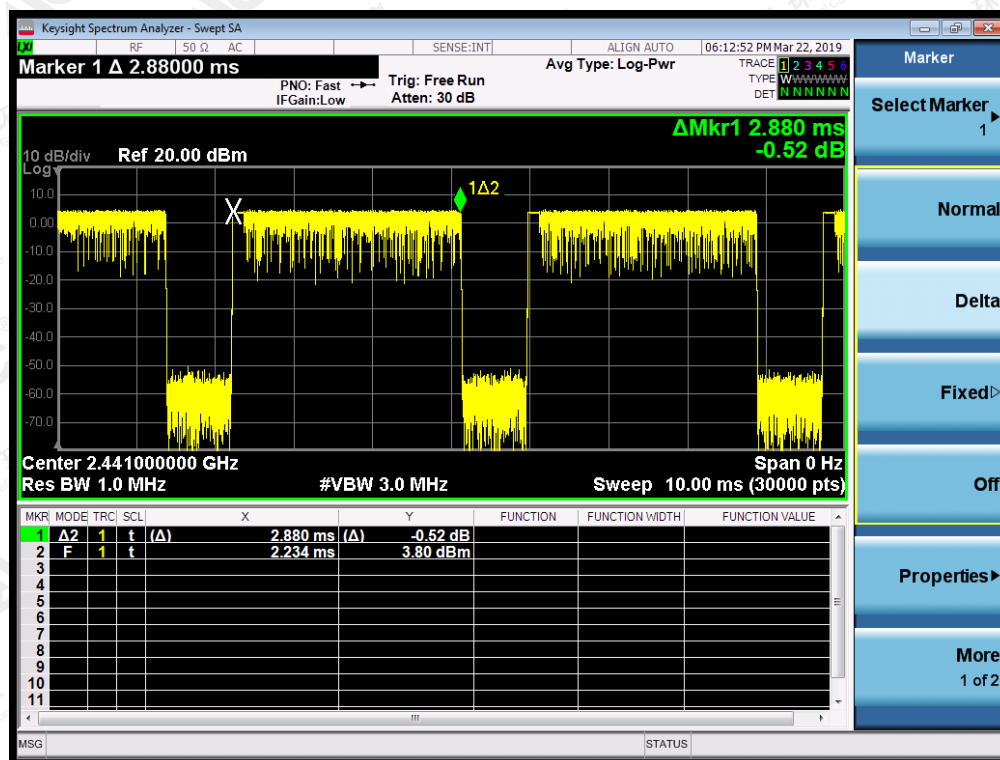 Keysight Spectrum Analyzer - Swept SA
LXI RF 50 Ω AC SENSE:INT ALIGN AUTO 06:12:52 PM Mar 22, 2019
Marker 1 Δ 2.88000 ms
PNO: Fast
IFGain:Low
Trig: Free Run
Atten: 30 dB
Avg Type: Log-Pwr
TRACE 1 2 3 4 5 6
TYPE WWWWWWW
DET N N N N N N
ΔMkr1 2.880 ms
-0.52 dB
10 dB/div Ref 20.00 dBm
Log
10.0
0.00
-10.0
-20.0
-30.0
-40.0
-50.0
-60.0
-70.0
X
1Δ2
Center 2.441000000 GHz Span 0 Hz
Res BW 1.0 MHz #VBW 3.0 MHz Sweep 10.00 ms (30000 pts)
MKR MODE TRC SCL X Y FUNCTION FUNCTION WIDTH FUNCTION VALUE
1 Δ2 1 t (Δ) 2.880 ms (Δ) -0.52 dB
2 F 1 t 2.234 ms 3.80 dBm
3
4
5
6
7
8
9
10
11
MSG STATUS
Marker
Select Marker
1
Normal
Delta
Fixed
Off
Properties
More
1 of 2